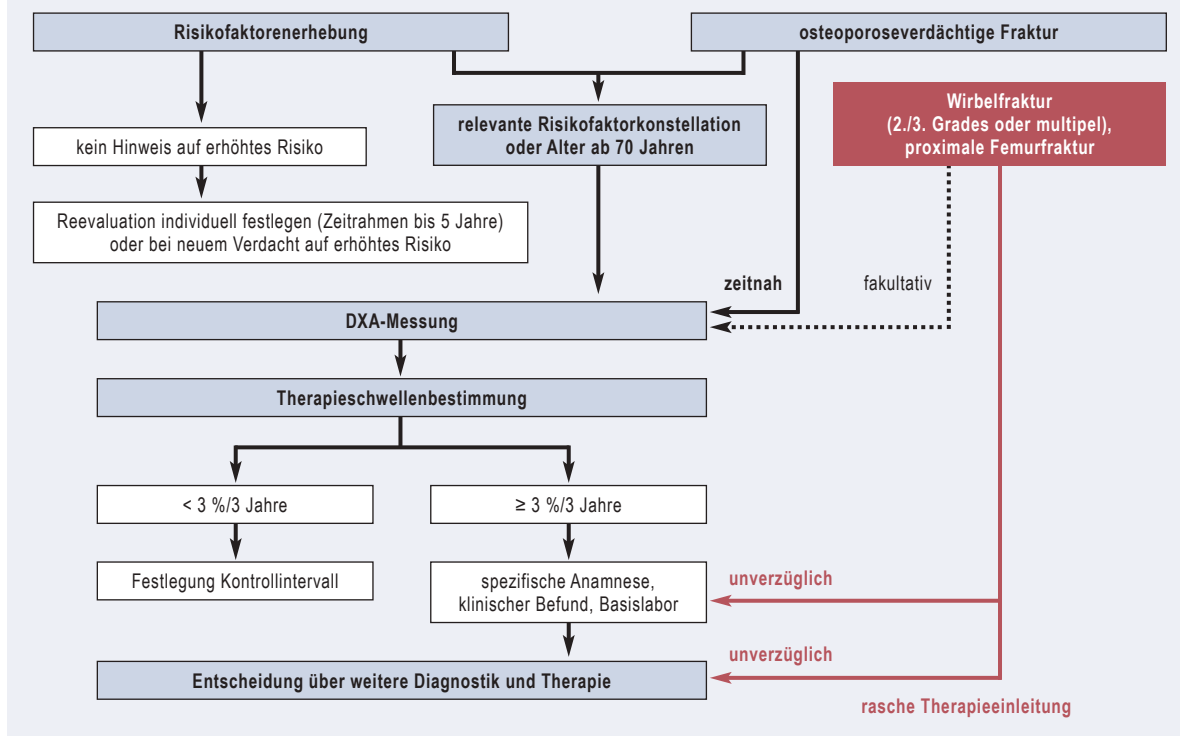 Risikofaktorenerhebung
osteoporoseverdächtige Fraktur
Wirbelfraktur
(2./3. Grades oder multipel),
proximale Femurfraktur
kein Hinweis auf erhöhtes Risiko
relevante Risikofaktorkonstellation
oder Alter ab 70 Jahren
Reevaluation individuell festlegen (Zeitrahmen bis 5 Jahre)
oder bei neuem Verdacht auf erhöhtes Risiko
zeitnah
fakultativ
DXA-Messung
Therapieschwellenbestimmung
< 3 %/3 Jahre
≥ 3 %/3 Jahre
Festlegung Kontrollintervall
spezifische Anamnese,
klinischer Befund, Basislabor
unverzüglich
unverzüglich
Entscheidung über weitere Diagnostik und Therapie
rasche Therapieeinleitung